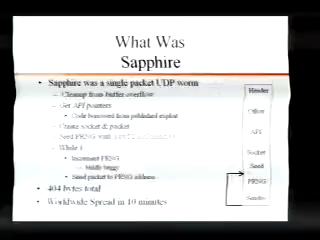 What Was
Sapphire
• Sapphire was a single packet UDP worm
– Cleanup from buffer overflow
– Get API pointers
• Code borrowed from published exploit
– Create socket & packet
– Seed PRNG with
– While 1
• Increment PRNG
– Mildly buggy
• Send packet to PRNG address
• 404 bytes total
• Worldwide Spread in 10 minutes
Header
API
Socket
Seed
PRNG
Sendto